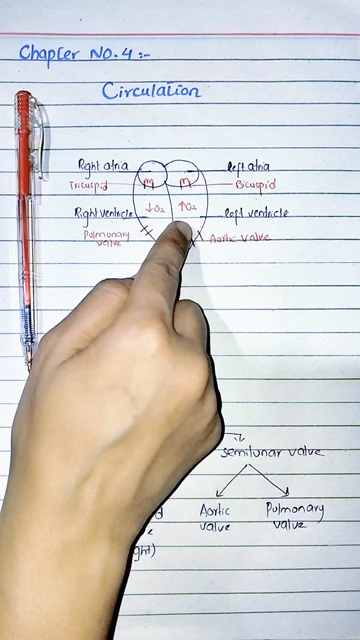 Chapter NO.4:-
Circulation
Right atria
left atria
Tricuspid
m
m
Bicuspid
Right ventricle
↓O₂
↑O₂
left ventricle
Pulmonary
valve
Aortic valve
semilunar valve
Aortic
valve
Pulmonary
valve